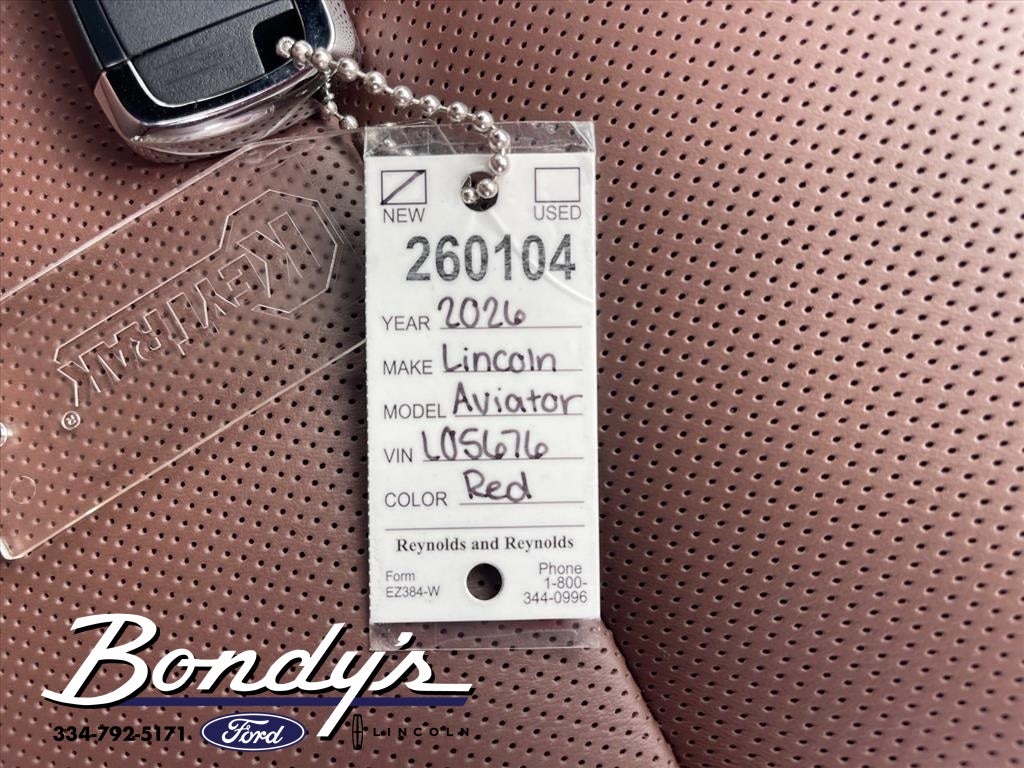 NEW USED
260104
YEAR 2026
MAKE Lincoln
MODEL Aviator
VIN L05676
COLOR Red
Reynolds and Reynolds
Form
EZ384-W
Phone
1-800-
344-0996
KEYTRAK
®
Bondy's
334-792-5171 Ford LINCOLN